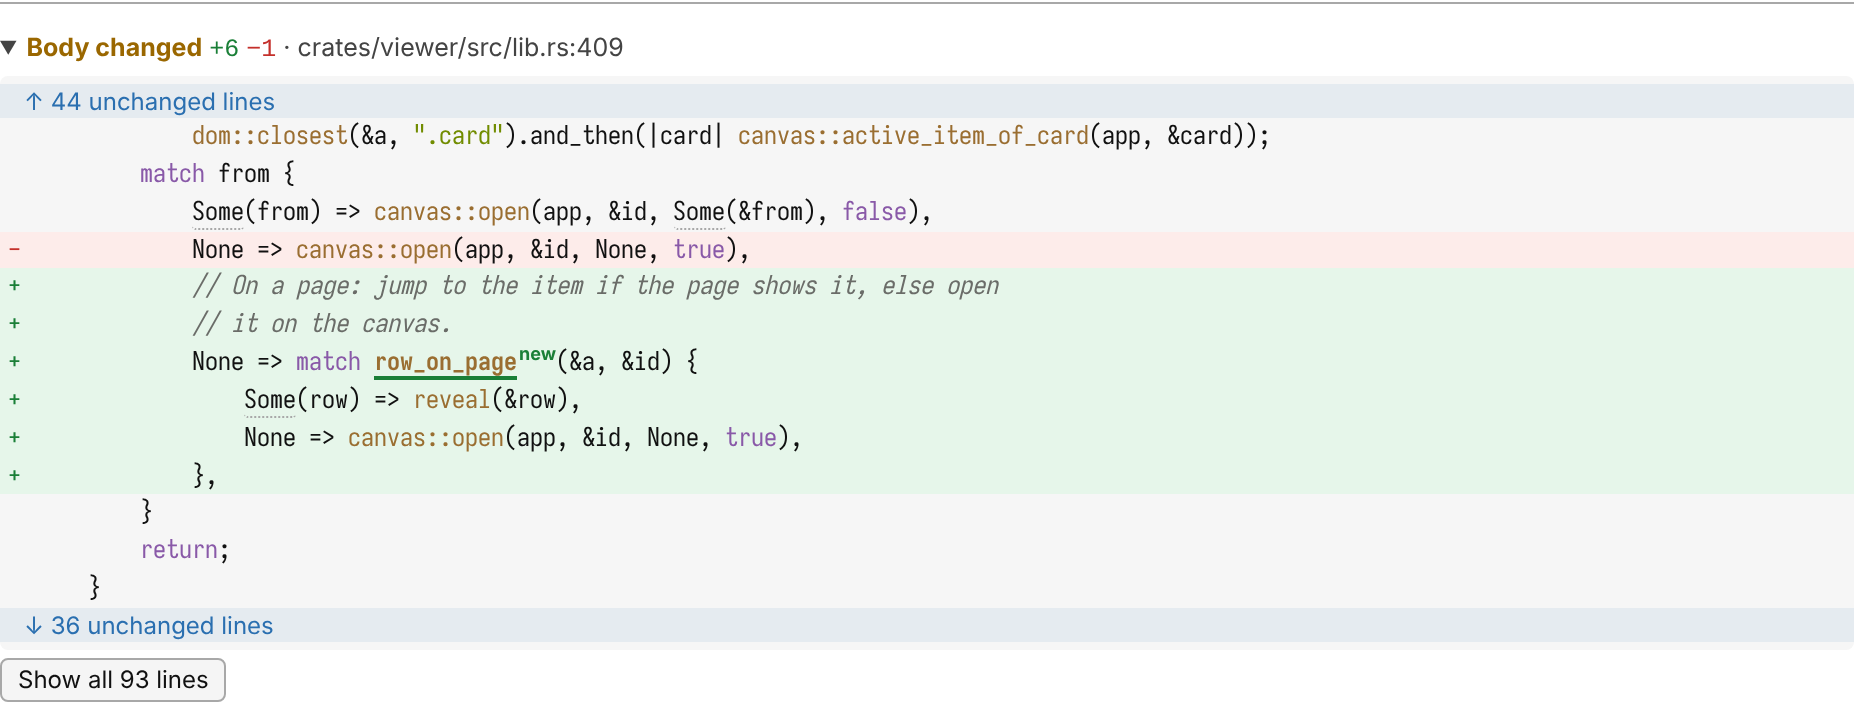 ▼ Body changed +6 −1 · crates/viewer/src/lib.rs:409
↑ 44 unchanged lines
            dom::closest(&a, ".card").and_then(|card| canvas::active_item_of_card(app, &card));
        match from {
            Some(from) => canvas::open(app, &id, Some(&from), false),
−            None => canvas::open(app, &id, None, true),
+            // On a page: jump to the item if the page shows it, else open
+            // it on the canvas.
+            None => match row_on_page new(&a, &id) {
+                Some(row) => reveal(&row),
+                None => canvas::open(app, &id, None, true),
+            },
        }
        return;
    }
↓ 36 unchanged lines
Show all 93 lines